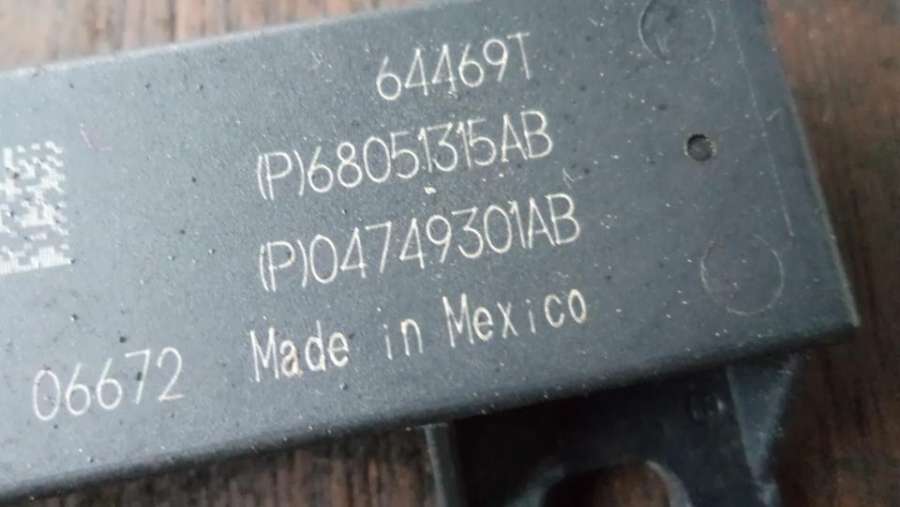 64469T
(P)68051315AB
(P)04749301AB
Made in Mexico
06672